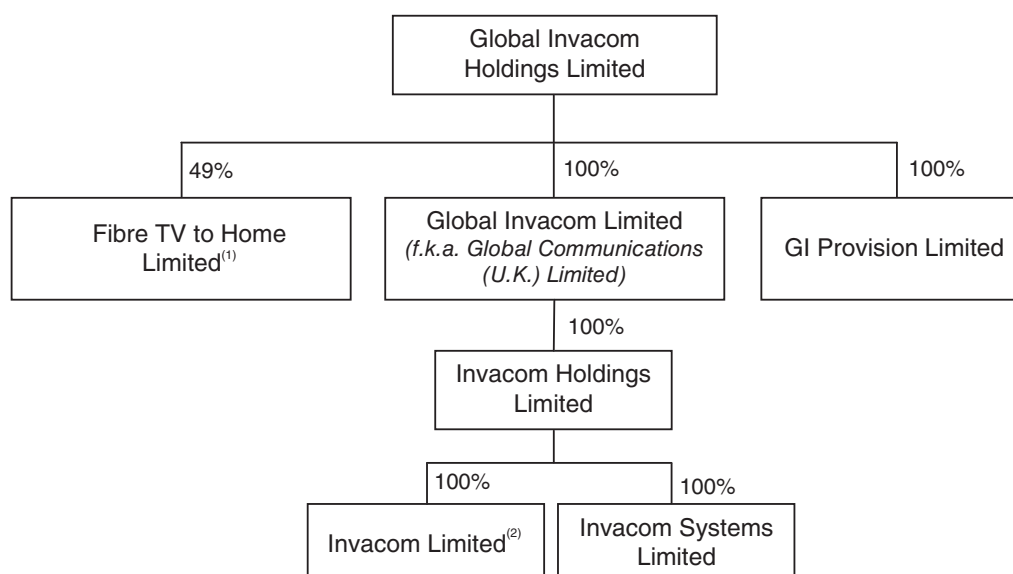 Global Invacom
Holdings Limited
49%
100%
100%
Fibre TV to Home
Limited(1)
Global Invacom Limited
(f.k.a. Global Communications
(U.K.) Limited)
GI Provision Limited
100%
Invacom Holdings
Limited
100%
100%
Invacom Limited(2)
Invacom Systems
Limited